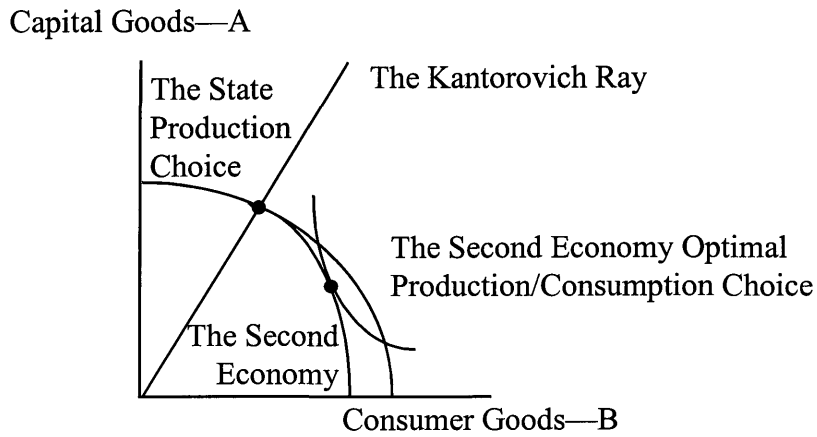 Capital Goods—A
The Kantorovich Ray
The State
Production
Choice
The Second Economy Optimal
Production/Consumption Choice
The Second
Economy
Consumer Goods—B